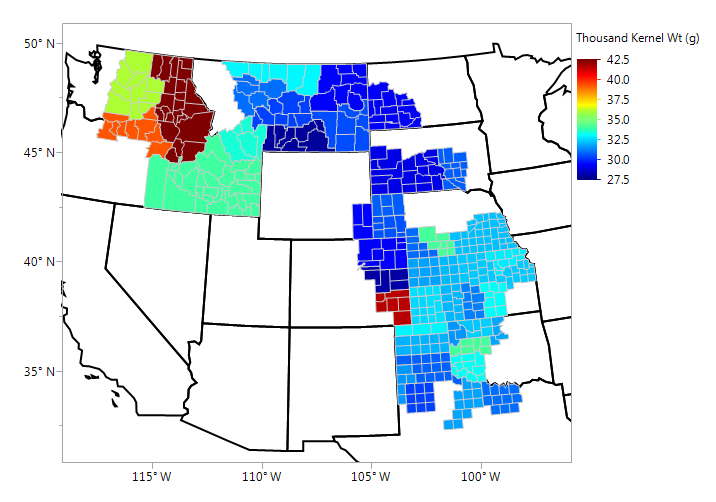 Thousand Kernel Wt (g)
50° N
42.5
40.0
37.5
35.0
32.5
30.0
27.5
45° N
40° N
35° N
115° W
110° W
105° W
100° W